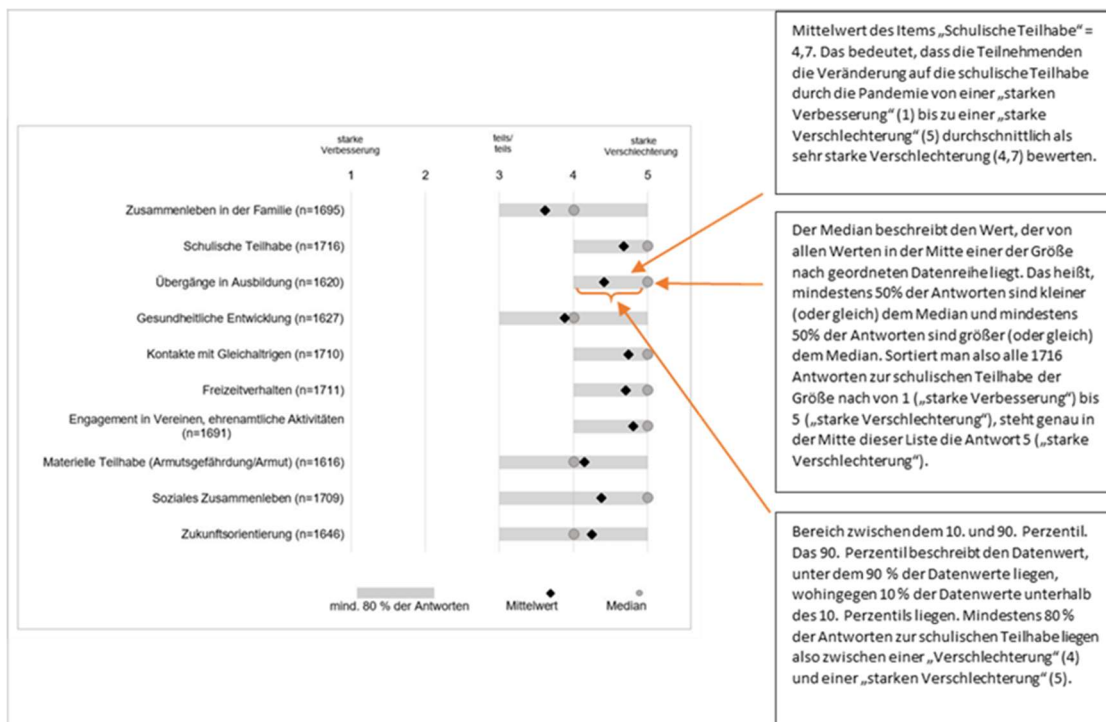 starke
Verbesserung
teils/
teils
starke
Verschlechterung
1 2 3 4 5
Zusammenleben in der Familie (n=1695)
Schulische Teilhabe (n=1716)
Übergänge in Ausbildung (n=1620)
Gesundheitliche Entwicklung (n=1627)
Kontakte mit Gleichaltrigen (n=1710)
Freizeitverhalten (n=1711)
Engagement in Vereinen, ehrenamtliche Aktivitäten
(n=1691)
Materielle Teilhabe (Armutsgefährdung/Armut) (n=1616)
Soziales Zusammenleben (n=1709)
Zukunftsorientierung (n=1646)
mind. 80 % der Antworten Mittelwert Median
Mittelwert des Items „Schulische Teilhabe“ =
4,7. Das bedeutet, dass die Teilnehmenden
die Veränderung auf die schulische Teilhabe
durch die Pandemie von einer „starken
Verbesserung“ (1) bis zu einer „starke
Verschlechterung“ (5) durchschnittlich als
sehr starke Verschlechterung (4,7) bewerten.
Der Median beschreibt den Wert, der von
allen Werten in der Mitte einer der Größe
nach geordneten Datenreihe liegt. Das heißt,
mindestens 50% der Antworten sind kleiner
(oder gleich) dem Median und mindestens
50% der Antworten sind größer (oder gleich)
dem Median. Sortiert man also alle 1716
Antworten zur schulischen Teilhabe der
Größe nach von 1 („starke Verbesserung“) bis
5 („starke Verschlechterung“), steht genau in
der Mitte dieser Liste die Antwort 5 („starke
Verschlechterung“).
Bereich zwischen dem 10. und 90. Perzentil.
Das 90. Perzentil beschreibt den Datenwert,
unter dem 90 % der Datenwerte liegen,
wohingegen 10 % der Datenwerte unterhalb
des 10. Perzentils liegen. Mindestens 80 %
der Antworten zur schulischen Teilhabe liegen
also zwischen einer „Verschlechterung“ (4)
und einer „starken Verschlechterung“ (5).